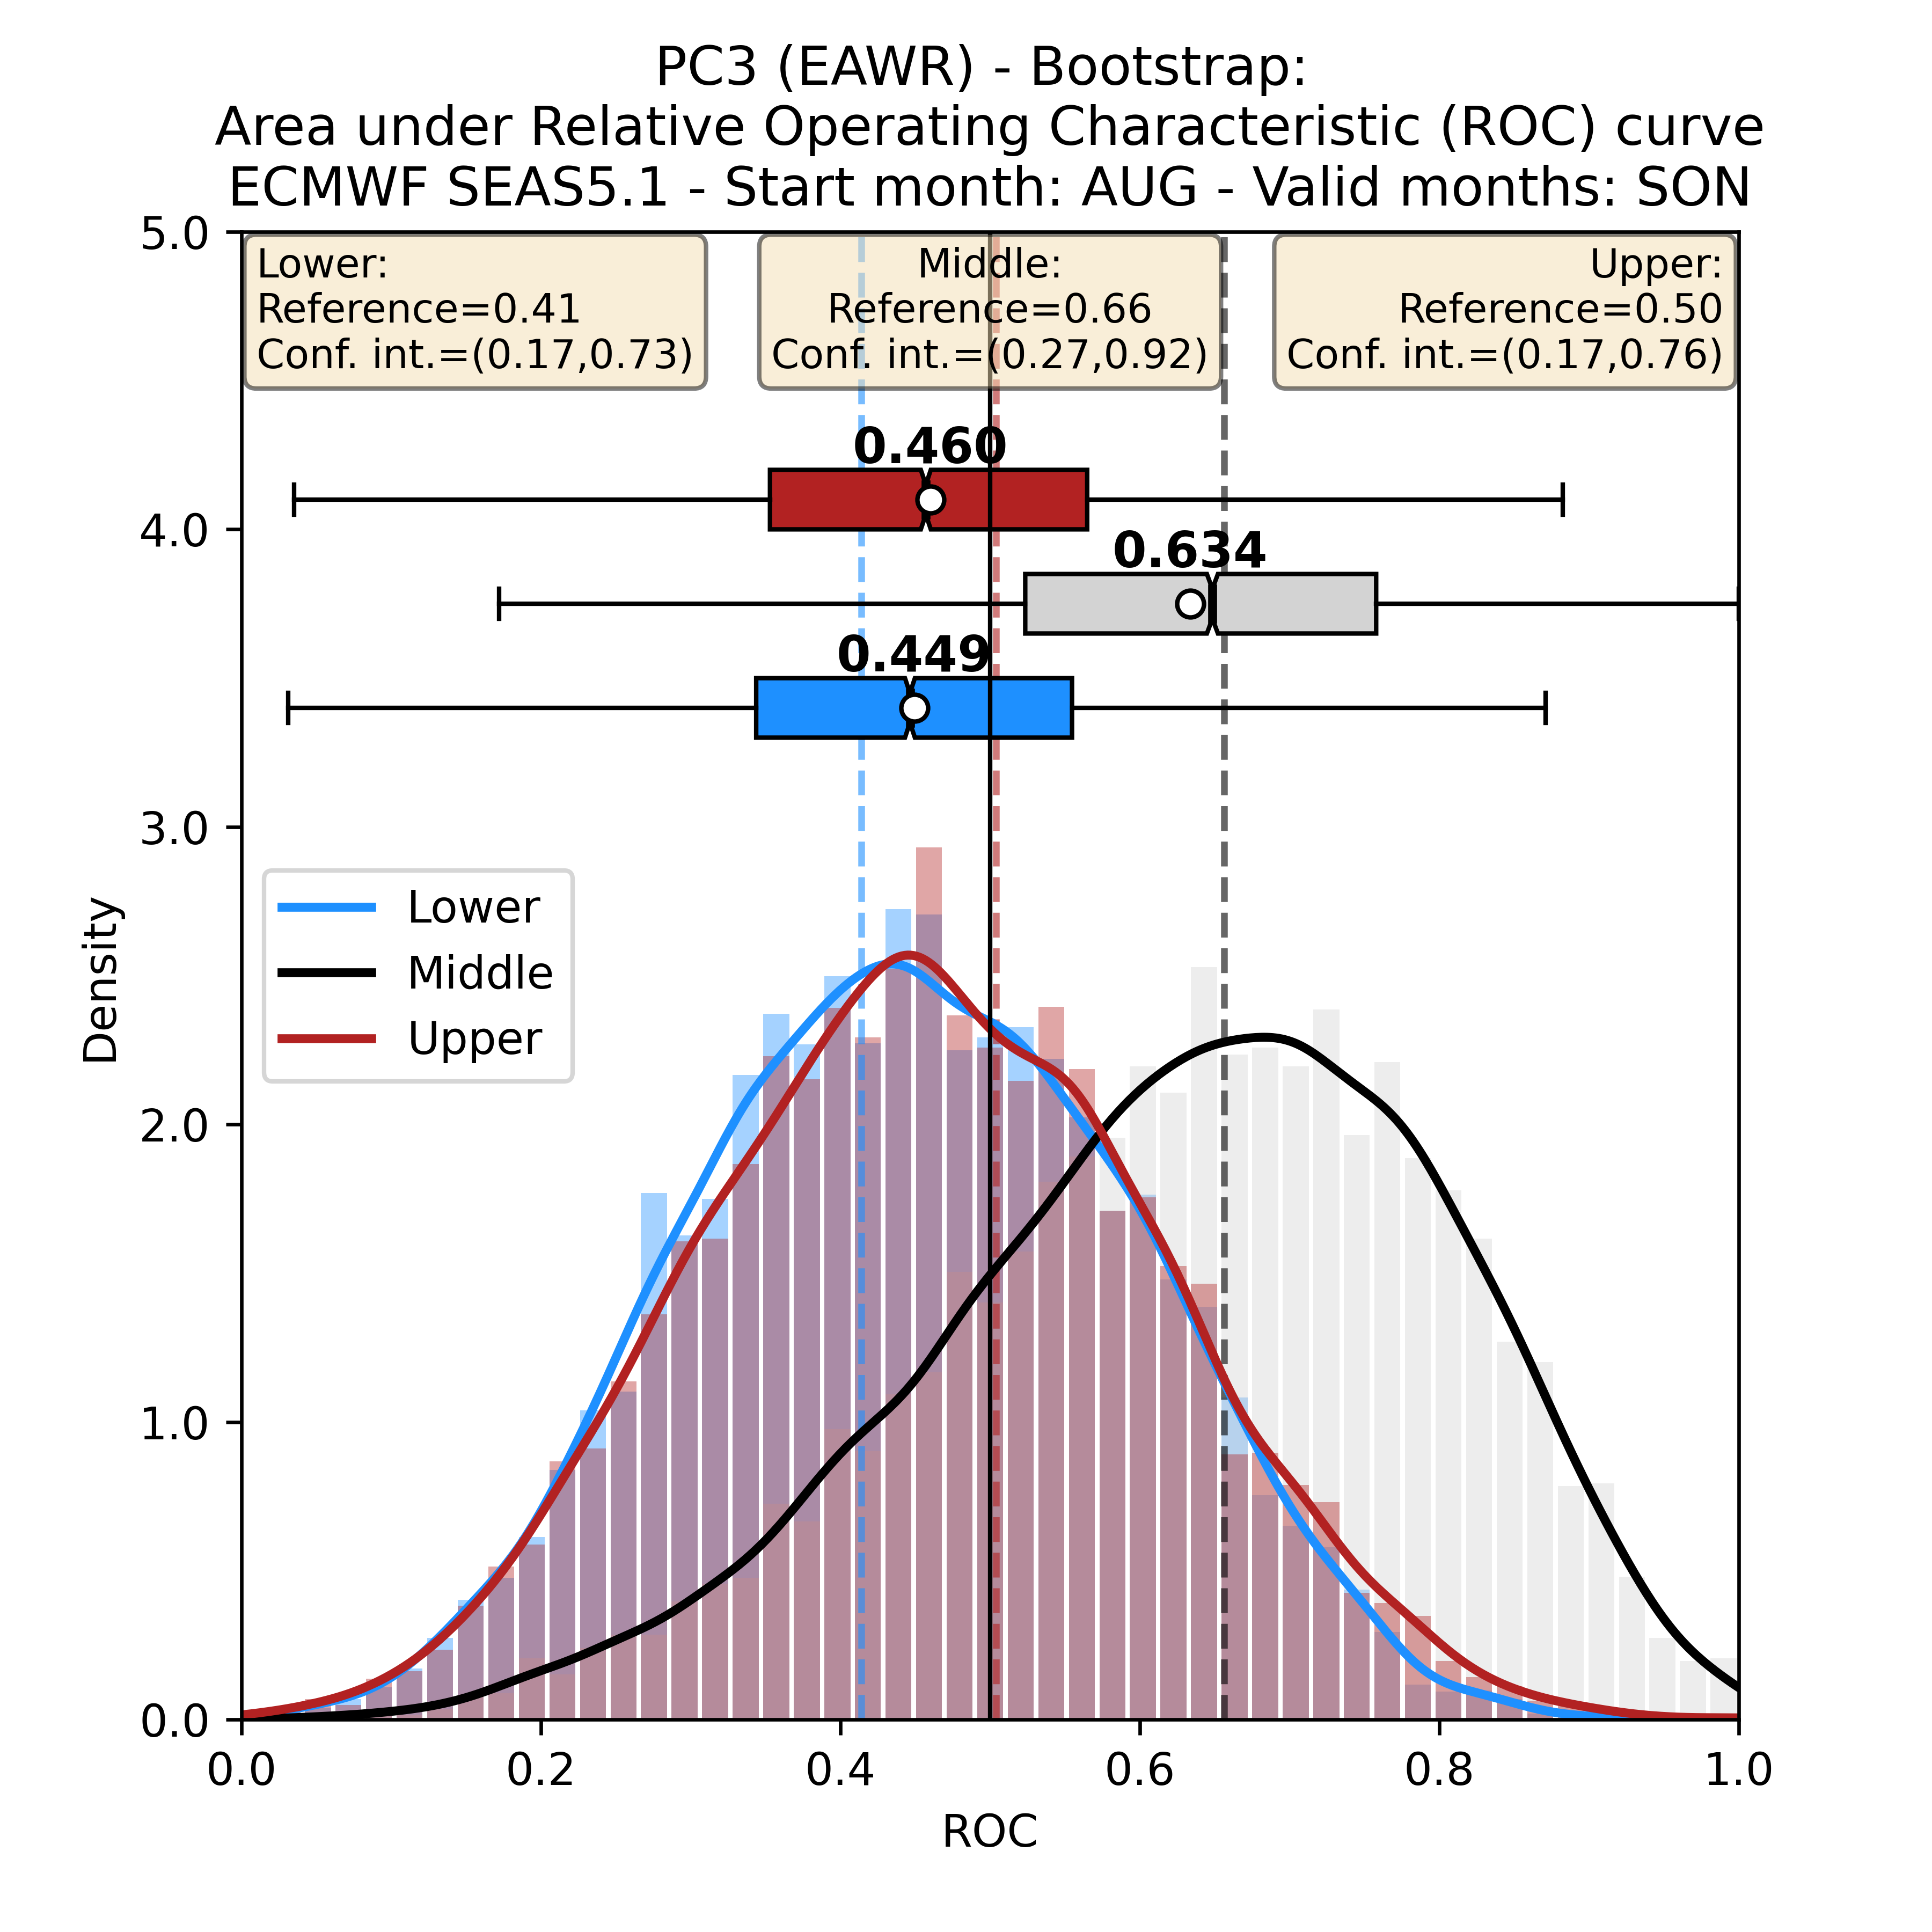 PC3 (EAWR) - Bootstrap:
Area under Relative Operating Characteristic (ROC) curve
ECMWF SEAS5.1 - Start month: AUG - Valid months: SON
Lower:
Reference=0.41
Conf. int.=(0.17,0.73)
Middle:
Reference=0.66
Conf. int.=(0.27,0.92)
Upper:
Reference=0.50
Conf. int.=(0.17,0.76)
0.460
0.634
0.449
Lower
Middle
Upper
Density
5.0
4.0
3.0
2.0
1.0
0.0
0.0 0.2 0.4 0.6 0.8 1.0
ROC